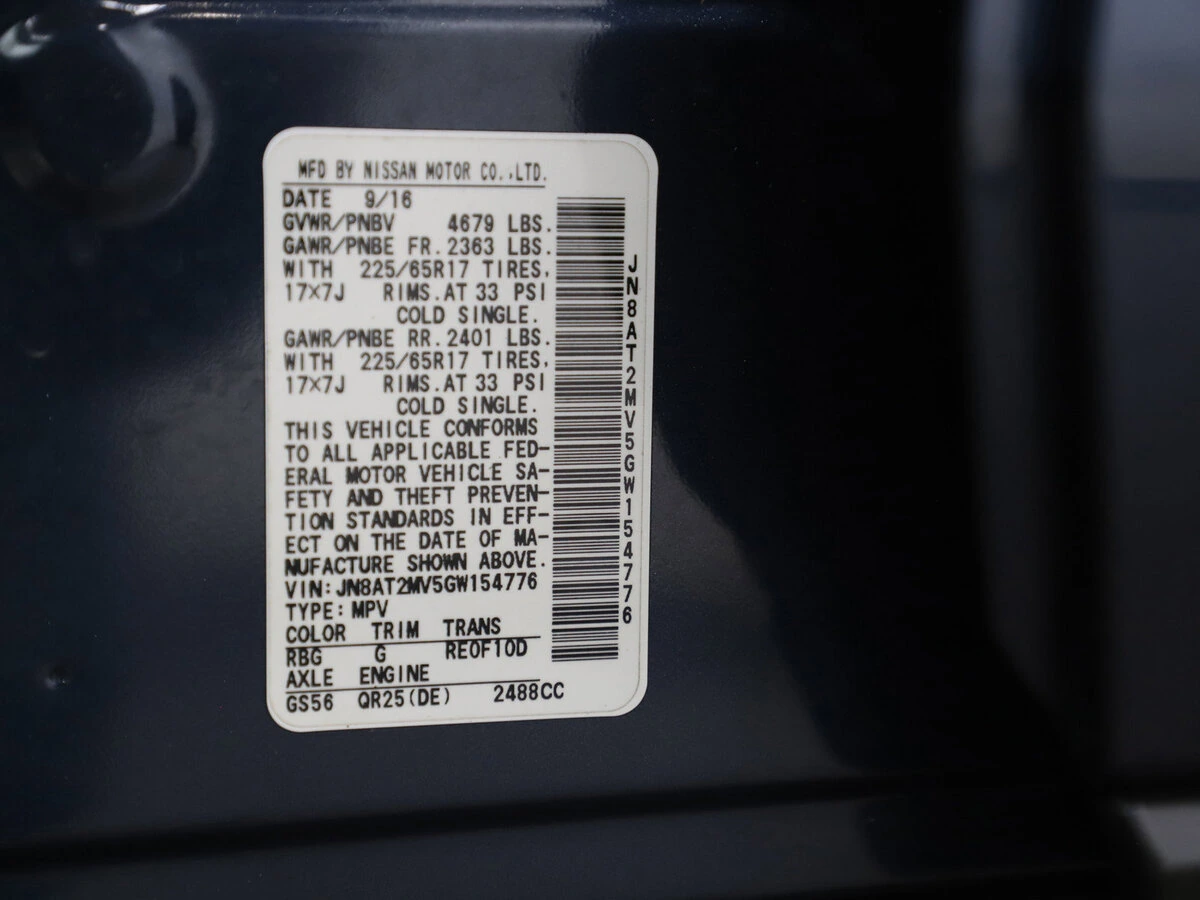 MFD BY NISSAN MOTOR CO.,LTD.
DATE 9/16
GVWR/PNBV 4679 LBS.
GAWR/PNBE FR.2363 LBS.
WITH 225/65R17 TIRES,
17×7J RIMS.AT 33 PSI
COLD SINGLE.
GAWR/PNBE RR.2401 LBS.
WITH 225/65R17 TIRES,
17×7J RIMS.AT 33 PSI
COLD SINGLE.
THIS VEHICLE CONFORMS
TO ALL APPLICABLE FED-
ERAL MOTOR VEHICLE SA-
FETY AND THEFT PREVEN-
TION STANDARDS IN EFF-
ECT ON THE DATE OF MA-
NUFACTURE SHOWN ABOVE.
VIN:JN8AT2MV5GW154776
TYPE:MPV
COLOR TRIM TRANS
RBG G RE0F10D
AXLE ENGINE
GS56 QR25(DE) 2488CC
JN8AT2MV5GW154776